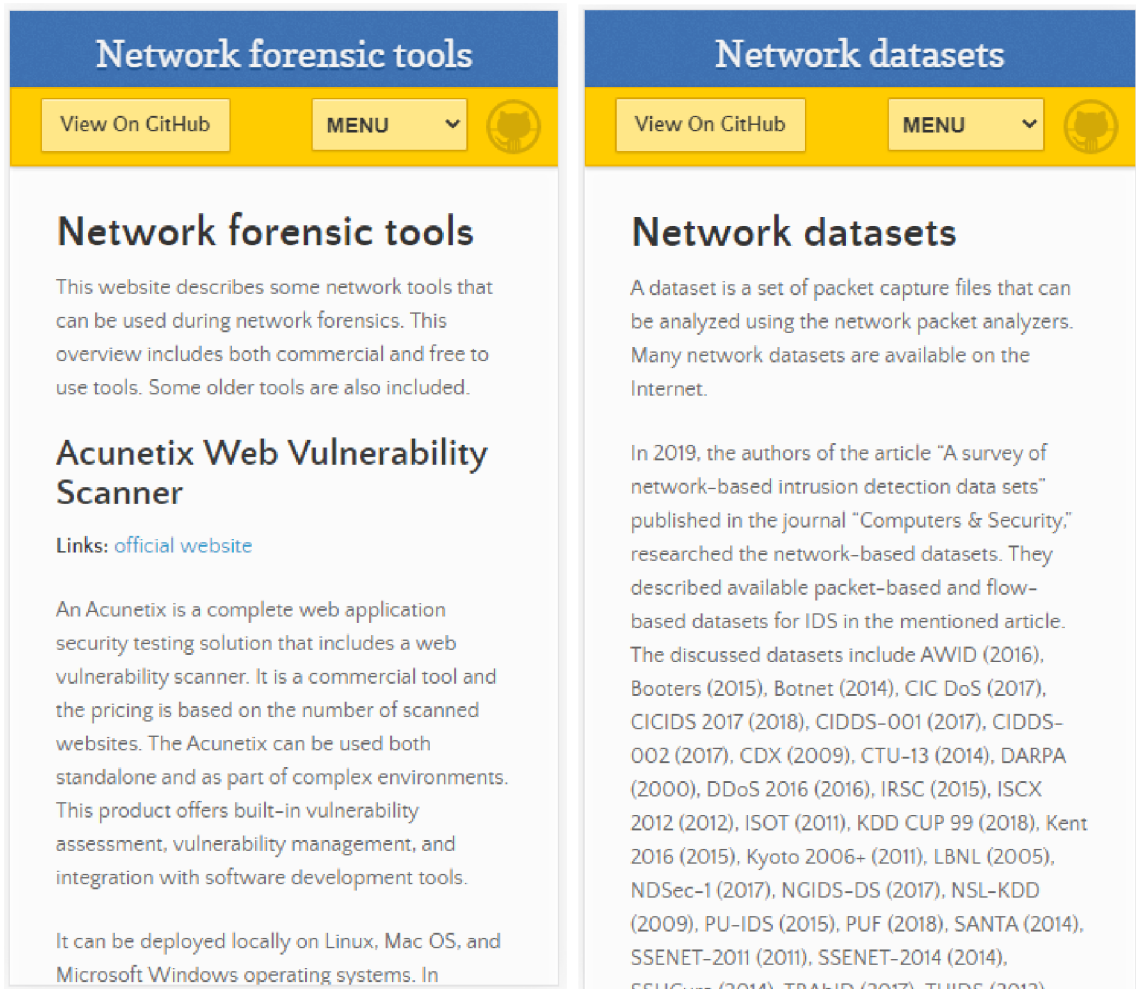 Network forensic tools
View On GitHub
MENU
Network forensic tools
This website describes some network tools that
can be used during network forensics. This
overview includes both commercial and free to
use tools. Some older tools are also included.
Acunetix Web Vulnerability
Scanner
Links: official website
An Acunetix is a complete web application
security testing solution that includes a web
vulnerability scanner. It is a commercial tool and
the pricing is based on the number of scanned
websites. The Acunetix can be used both
standalone and as part of complex environments.
This product offers built-in vulnerability
assessment, vulnerability management, and
integration with software development tools.
It can be deployed locally on Linux, Mac OS, and
Microsoft Windows operating systems. In
Network datasets
View On GitHub
MENU
Network datasets
A dataset is a set of packet capture files that can
be analyzed using the network packet analyzers.
Many network datasets are available on the
Internet.
In 2019, the authors of the article “A survey of
network-based intrusion detection data sets”
published in the journal “Computers & Security,”
researched the network-based datasets. They
described available packet-based and flow-
based datasets for IDS in the mentioned article.
The discussed datasets include AWID (2016),
Booters (2015), Botnet (2014), CIC DoS (2017),
CICIDS 2017 (2018), CIDDS-001 (2017), CIDDS-
002 (2017), CDX (2009), CTU-13 (2014), DARPA
(2000), DDoS 2016 (2016), IRSC (2015), ISCX
2012 (2012), ISOT (2011), KDD CUP 99 (2018), Kent
2016 (2015), Kyoto 2006+ (2011), LBNL (2005),
NDSec-1 (2017), NGIDS-DS (2017), NSL-KDD
(2009), PU-IDS (2015), PUF (2018), SANTA (2014),
SSENET-2011 (2011), SSENET-2014 (2014),